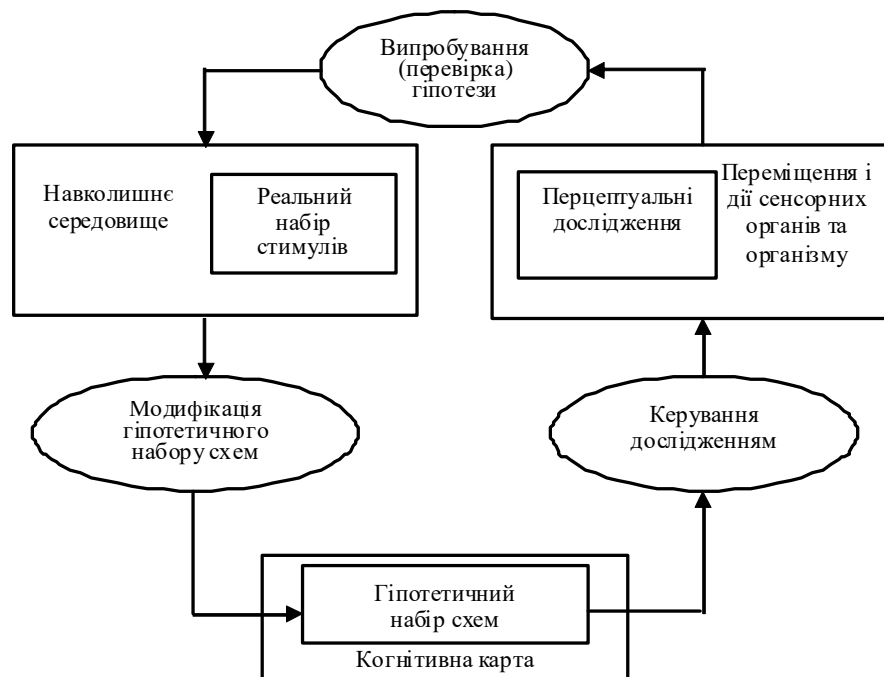 Випробування
(перевірка)
гіпотези
Навколишнє
середовище
Реальний
набір
стимулів
Перцептуальні
дослідження
Переміщення і
дії сенсорних
органів та
організму
Модифікація
гіпотетичного
набору схем
Керування
дослідженням
Гіпотетичний
набір схем
Когнітивна карта